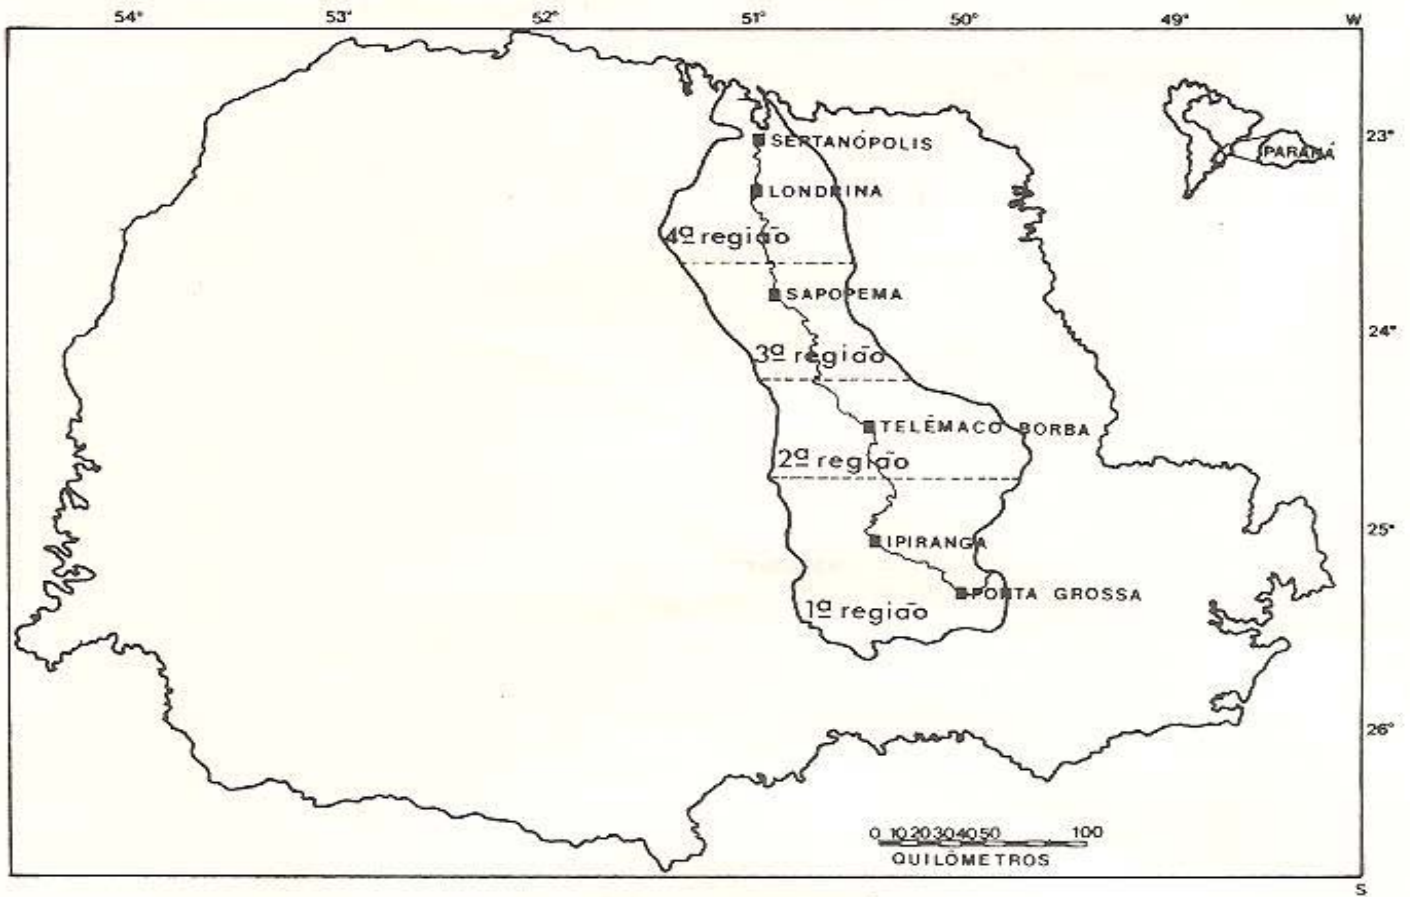 54° 53° 52° 51° 50° 49° W
23°
PARANÁ
SERTANÓPOLIS
LONDRINA
4ª região
SAPOPEMA
24°
3ª região
TELÊMACO BORBA
2ª região
25°
IPIRANGA
PONTA GROSSA
1ª região
26°
0 10 20 30 40 50 100
QUILÔMETROS
S